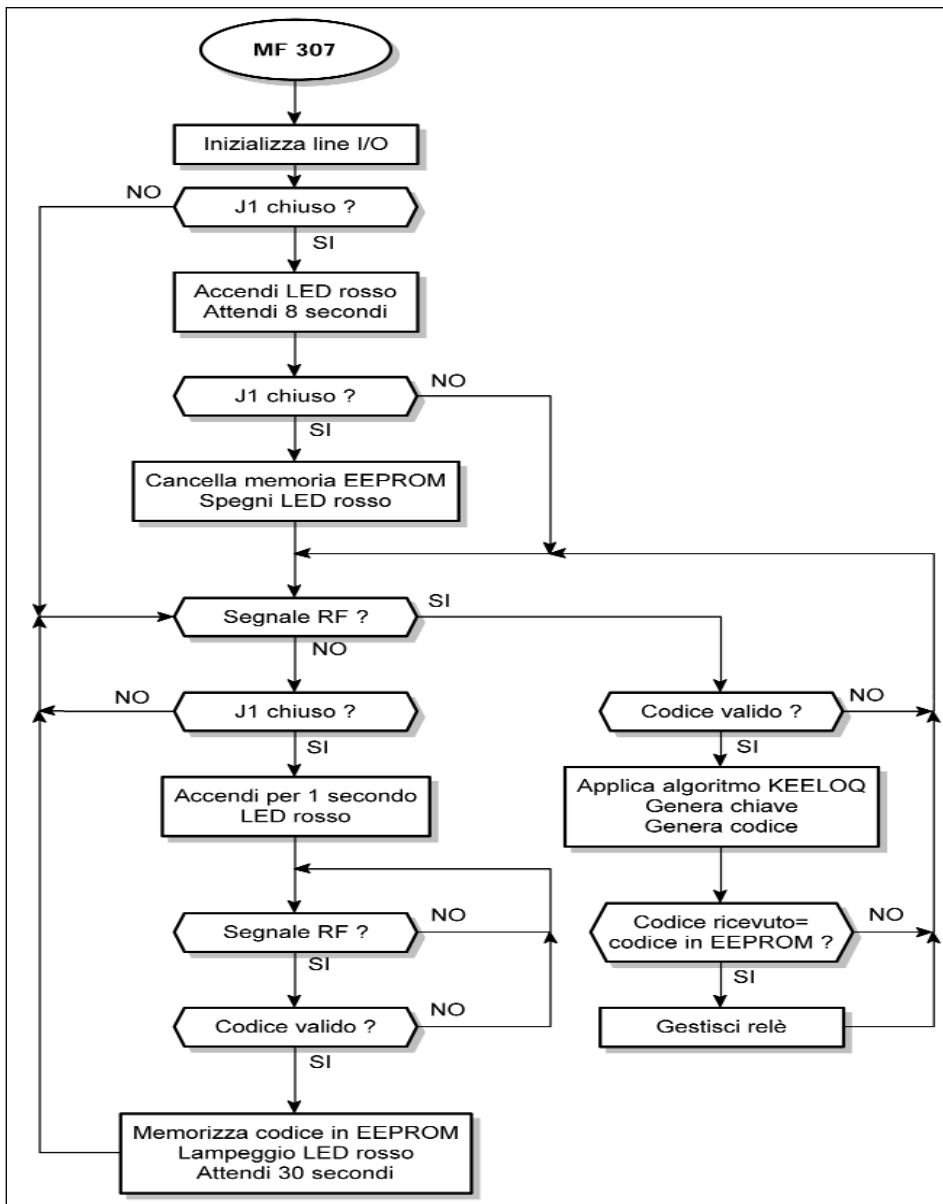 MF 307
Inizializza line I/O
NO
J1 chiuso ?
SI
Accendi LED rosso
Attendi 8 secondi
J1 chiuso ?
NO
SI
Cancella memoria EEPROM
Spegni LED rosso
Segnale RF ?
SI
NO
NO
J1 chiuso ?
SI
Accendi per 1 secondo
LED rosso
Segnale RF ?
NO
SI
Codice valido ?
NO
SI
Memorizza codice in EEPROM
Lampeggio LED rosso
Attendi 30 secondi
Codice valido ?
NO
SI
Applica algoritmo KEELOQ
Genera chiave
Genera codice
Codice ricevuto=
codice in EEPROM ?
NO
SI
Gestisci relè